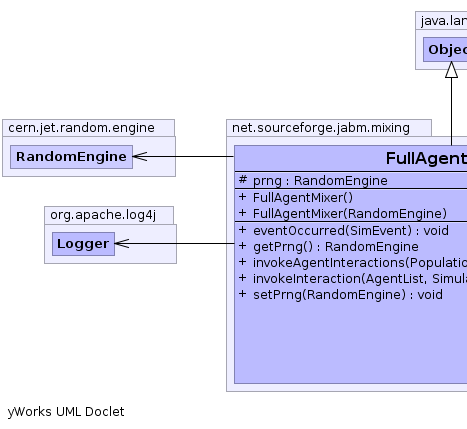 java.lan
Objec
cern.jet.random.engine
RandomEngine
net.sourceforge.jabm.mixing
FullAgent
# prng : RandomEngine
+ FullAgentMixer()
+ FullAgentMixer(RandomEngine)
+ eventOccurred(SimEvent) : void
+ getPrng() : RandomEngine
+ invokeAgentInteractions(Populatio
+ invokeInteraction(AgentList, Simula
+ setPrng(RandomEngine) : void
org.apache.log4j
Logger
yWorks UML Doclet